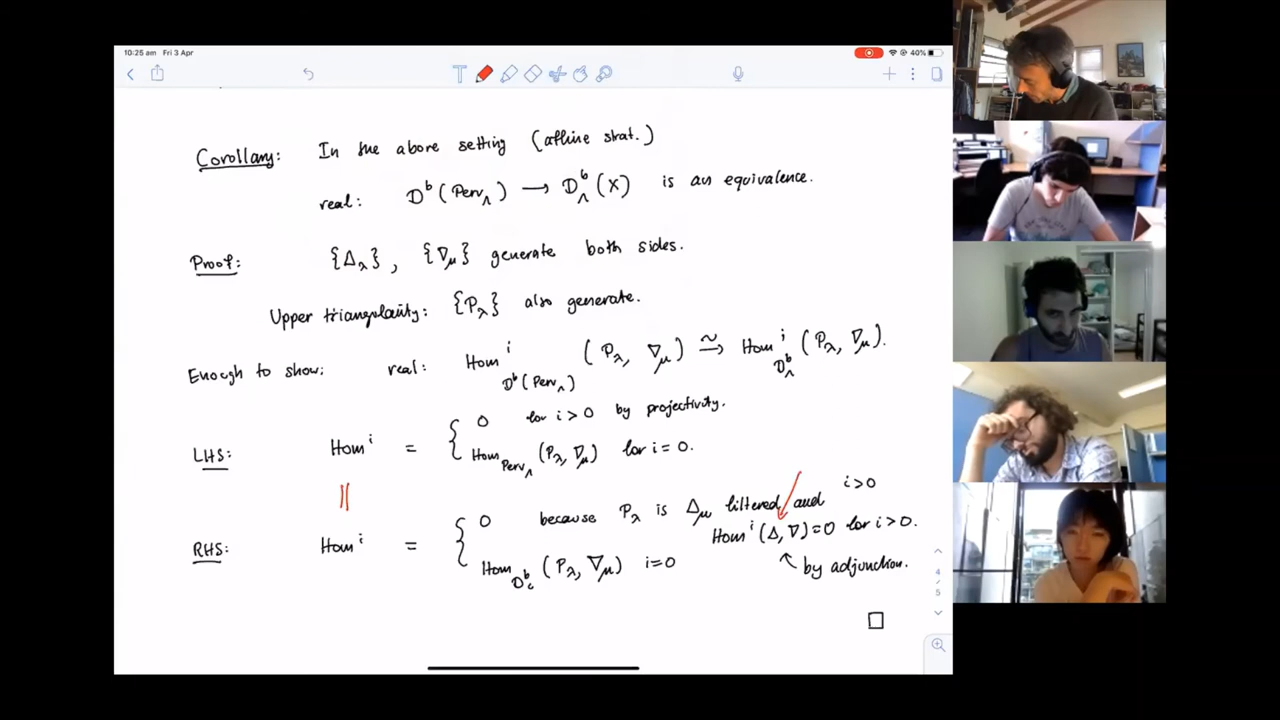 10:25 am Fri 3 Apr
40%
T
Corollary: In the above setting (affine strat.)
real: D^b(Perv_Λ) → D^b_Λ(X) is an equivalence.
Proof: {Δ_λ}, {∇_μ} generate both sides.
Upper triangularity: {P_λ} also generate.
Enough to show: real: Hom^i_{D^b(Perv_Λ)} (P_λ, ∇_μ) ⥲ Hom^i_{D^b_Λ} (P_λ, ∇_μ).
LHS: Hom^i = { 0 for i>0 by projectivity.
Hom_{Perv_Λ}(P_λ, ∇_μ) for i=0.
||
RHS: Hom^i = { 0 because P_λ is Δ_μ filtered and i>0
Hom^i(Δ,∇)=0 for i>0.
Hom_{D^b_c}(P_λ, ∇_μ) i=0
↖ by adjunction.
□
4/5